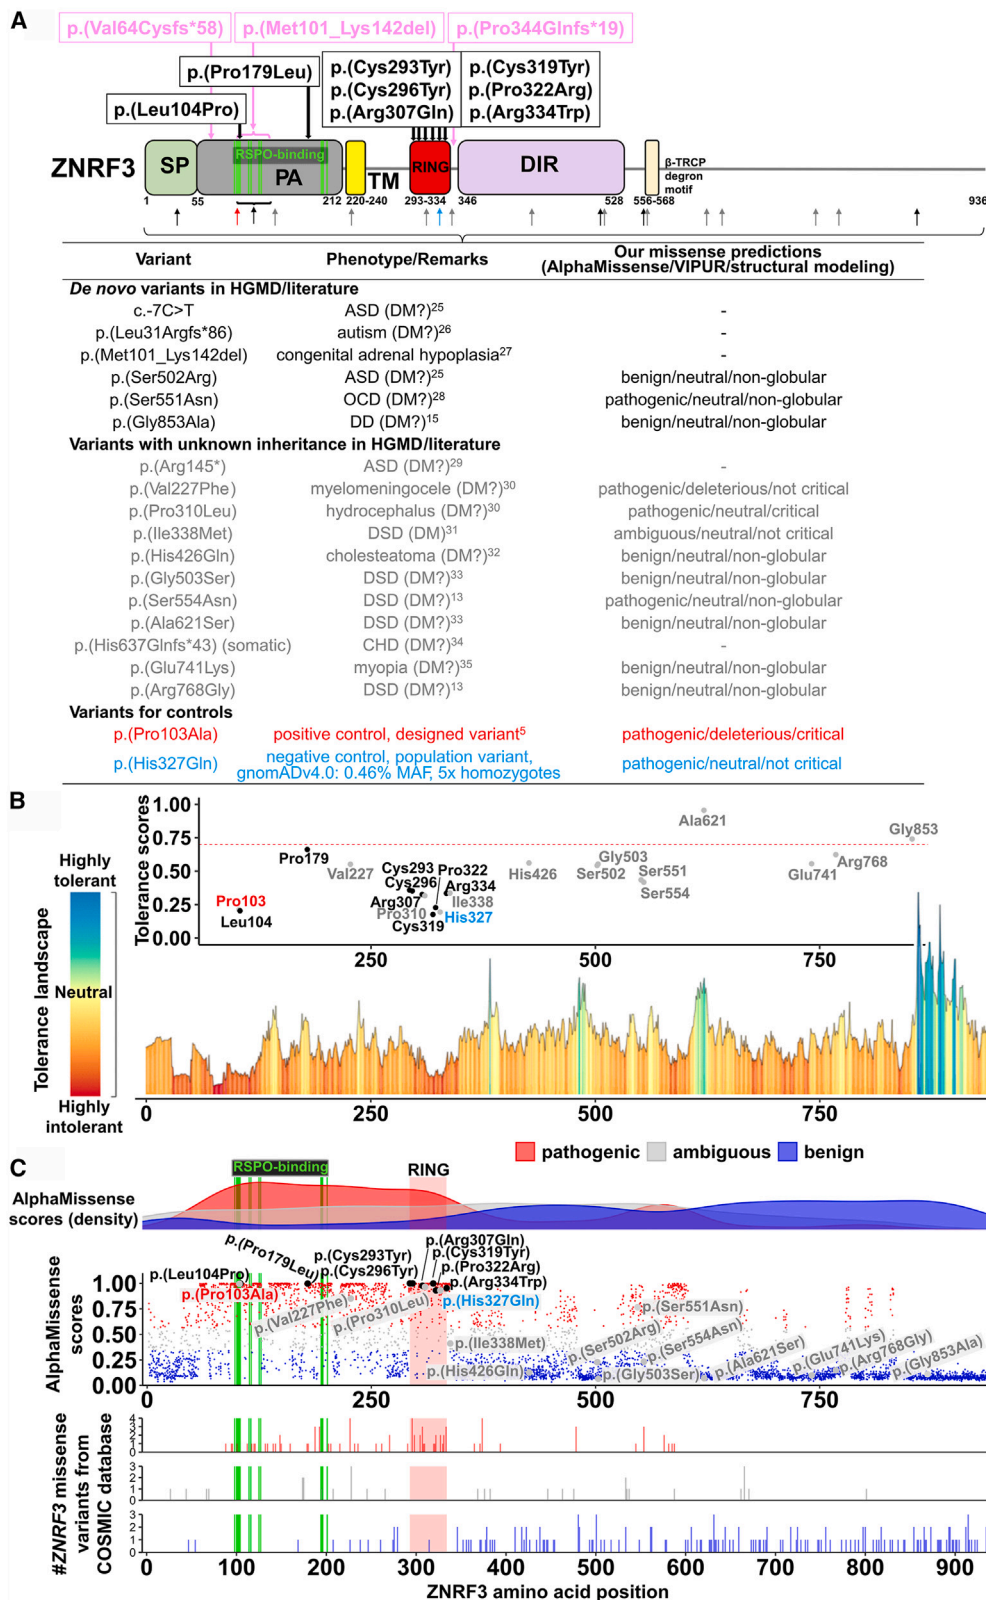 A
p.(Val64Cysfs*58)
p.(Met101_Lys142del)
p.(Pro344Glnfs*19)
p.(Pro179Leu)
p.(Cys293Tyr)
p.(Cys296Tyr)
p.(Arg307Gln)
p.(Cys319Tyr)
p.(Pro322Arg)
p.(Arg334Trp)
p.(Leu104Pro)
ZNRF3
SP
RSPO-binding
PA
TM
RING
DIR
β-TRCP
degron
motif
1 55 212 220-240 293-334 346 528 556-568 936
Variant Phenotype/Remarks Our missense predictions
(AlphaMissense/VIPUR/structural modeling)
De novo variants in HGMD/literature
c.-7C>T ASD (DM?)25 -
p.(Leu31Argfs*86) autism (DM?)26 -
p.(Met101_Lys142del) congenital adrenal hypoplasia27 -
p.(Ser502Arg) ASD (DM?)25 benign/neutral/non-globular
p.(Ser551Asn) OCD (DM?)28 pathogenic/neutral/non-globular
p.(Gly853Ala) DD (DM?)15 benign/neutral/non-globular
Variants with unknown inheritance in HGMD/literature
p.(Arg145*) ASD (DM?)29 -
p.(Val227Phe) myelomeningocele (DM?)30 pathogenic/deleterious/not critical
p.(Pro310Leu) hydrocephalus (DM?)30 pathogenic/neutral/critical
p.(Ile338Met) DSD (DM)31 ambiguous/neutral/not critical
p.(His426Gln) cholesteatoma (DM?)32 benign/neutral/non-globular
p.(Gly503Ser) DSD (DM?)33 benign/neutral/non-globular
p.(Ser554Asn) DSD (DM?)13 pathogenic/neutral/non-globular
p.(Ala621Ser) DSD (DM?)33 benign/neutral/non-globular
p.(His637Glnfs*43) (somatic) CHD (DM?)34 -
p.(Glu741Lys) myopia (DM?)35 benign/neutral/non-globular
p.(Arg768Gly) DSD (DM?)13 benign/neutral/non-globular
Variants for controls
p.(Pro103Ala) positive control, designed variant5 pathogenic/deleterious/critical
p.(His327Gln) negative control, population variant, pathogenic/neutral/not critical
gnomADv4.0: 0.46% MAF, 5x homozygotes
B
Tolerance scores
1.00
0.75
0.50
0.25
0.00
Pro103
Leu104
Pro179
Val227
Cys293
Cys296
Arg307
Pro310
Cys319
Pro322
Arg334
Ile338
His327
His426
Gly503
Ser502
Ser551
Ser554
Ala621
Glu741
Arg768
Gly853
250 500 750
Tolerance landscape
Highly
tolerant
Neutral
Highly
intolerant
0 250 500 750
pathogenic ambiguous benign
C
RSPO-binding
RING
AlphaMissense
scores (density)
AlphaMissense
scores
1.00
0.75
0.50
0.25
0.00
p.(Leu104Pro)
p.(Pro103Ala)
p.(Pro179Leu)
p.(Cys293Tyr)
p.(Cys296Tyr)
p.(Arg307Gln)
p.(Cys319Tyr)
p.(Pro322Arg)
p.(Arg334Trp)
p.(His327Gln)
p.(Val227Phe)
p.(Pro310Leu)
p.(Ile338Met)
p.(His426Gln)
p.(Ser502Arg)
p.(Gly503Ser)
p.(Ser551Asn)
p.(Ser554Asn)
p.(Ala621Ser)
p.(Glu741Lys)
p.(Arg768Gly)
p.(Gly853Ala)
0 250 500 750
#ZNRF3 missense
variants from
COSMIC database
4
3
2
1
0
3
2
1
0
3
2
1
0
0 100 200 300 400 500 600 700 800 900
ZNRF3 amino acid position